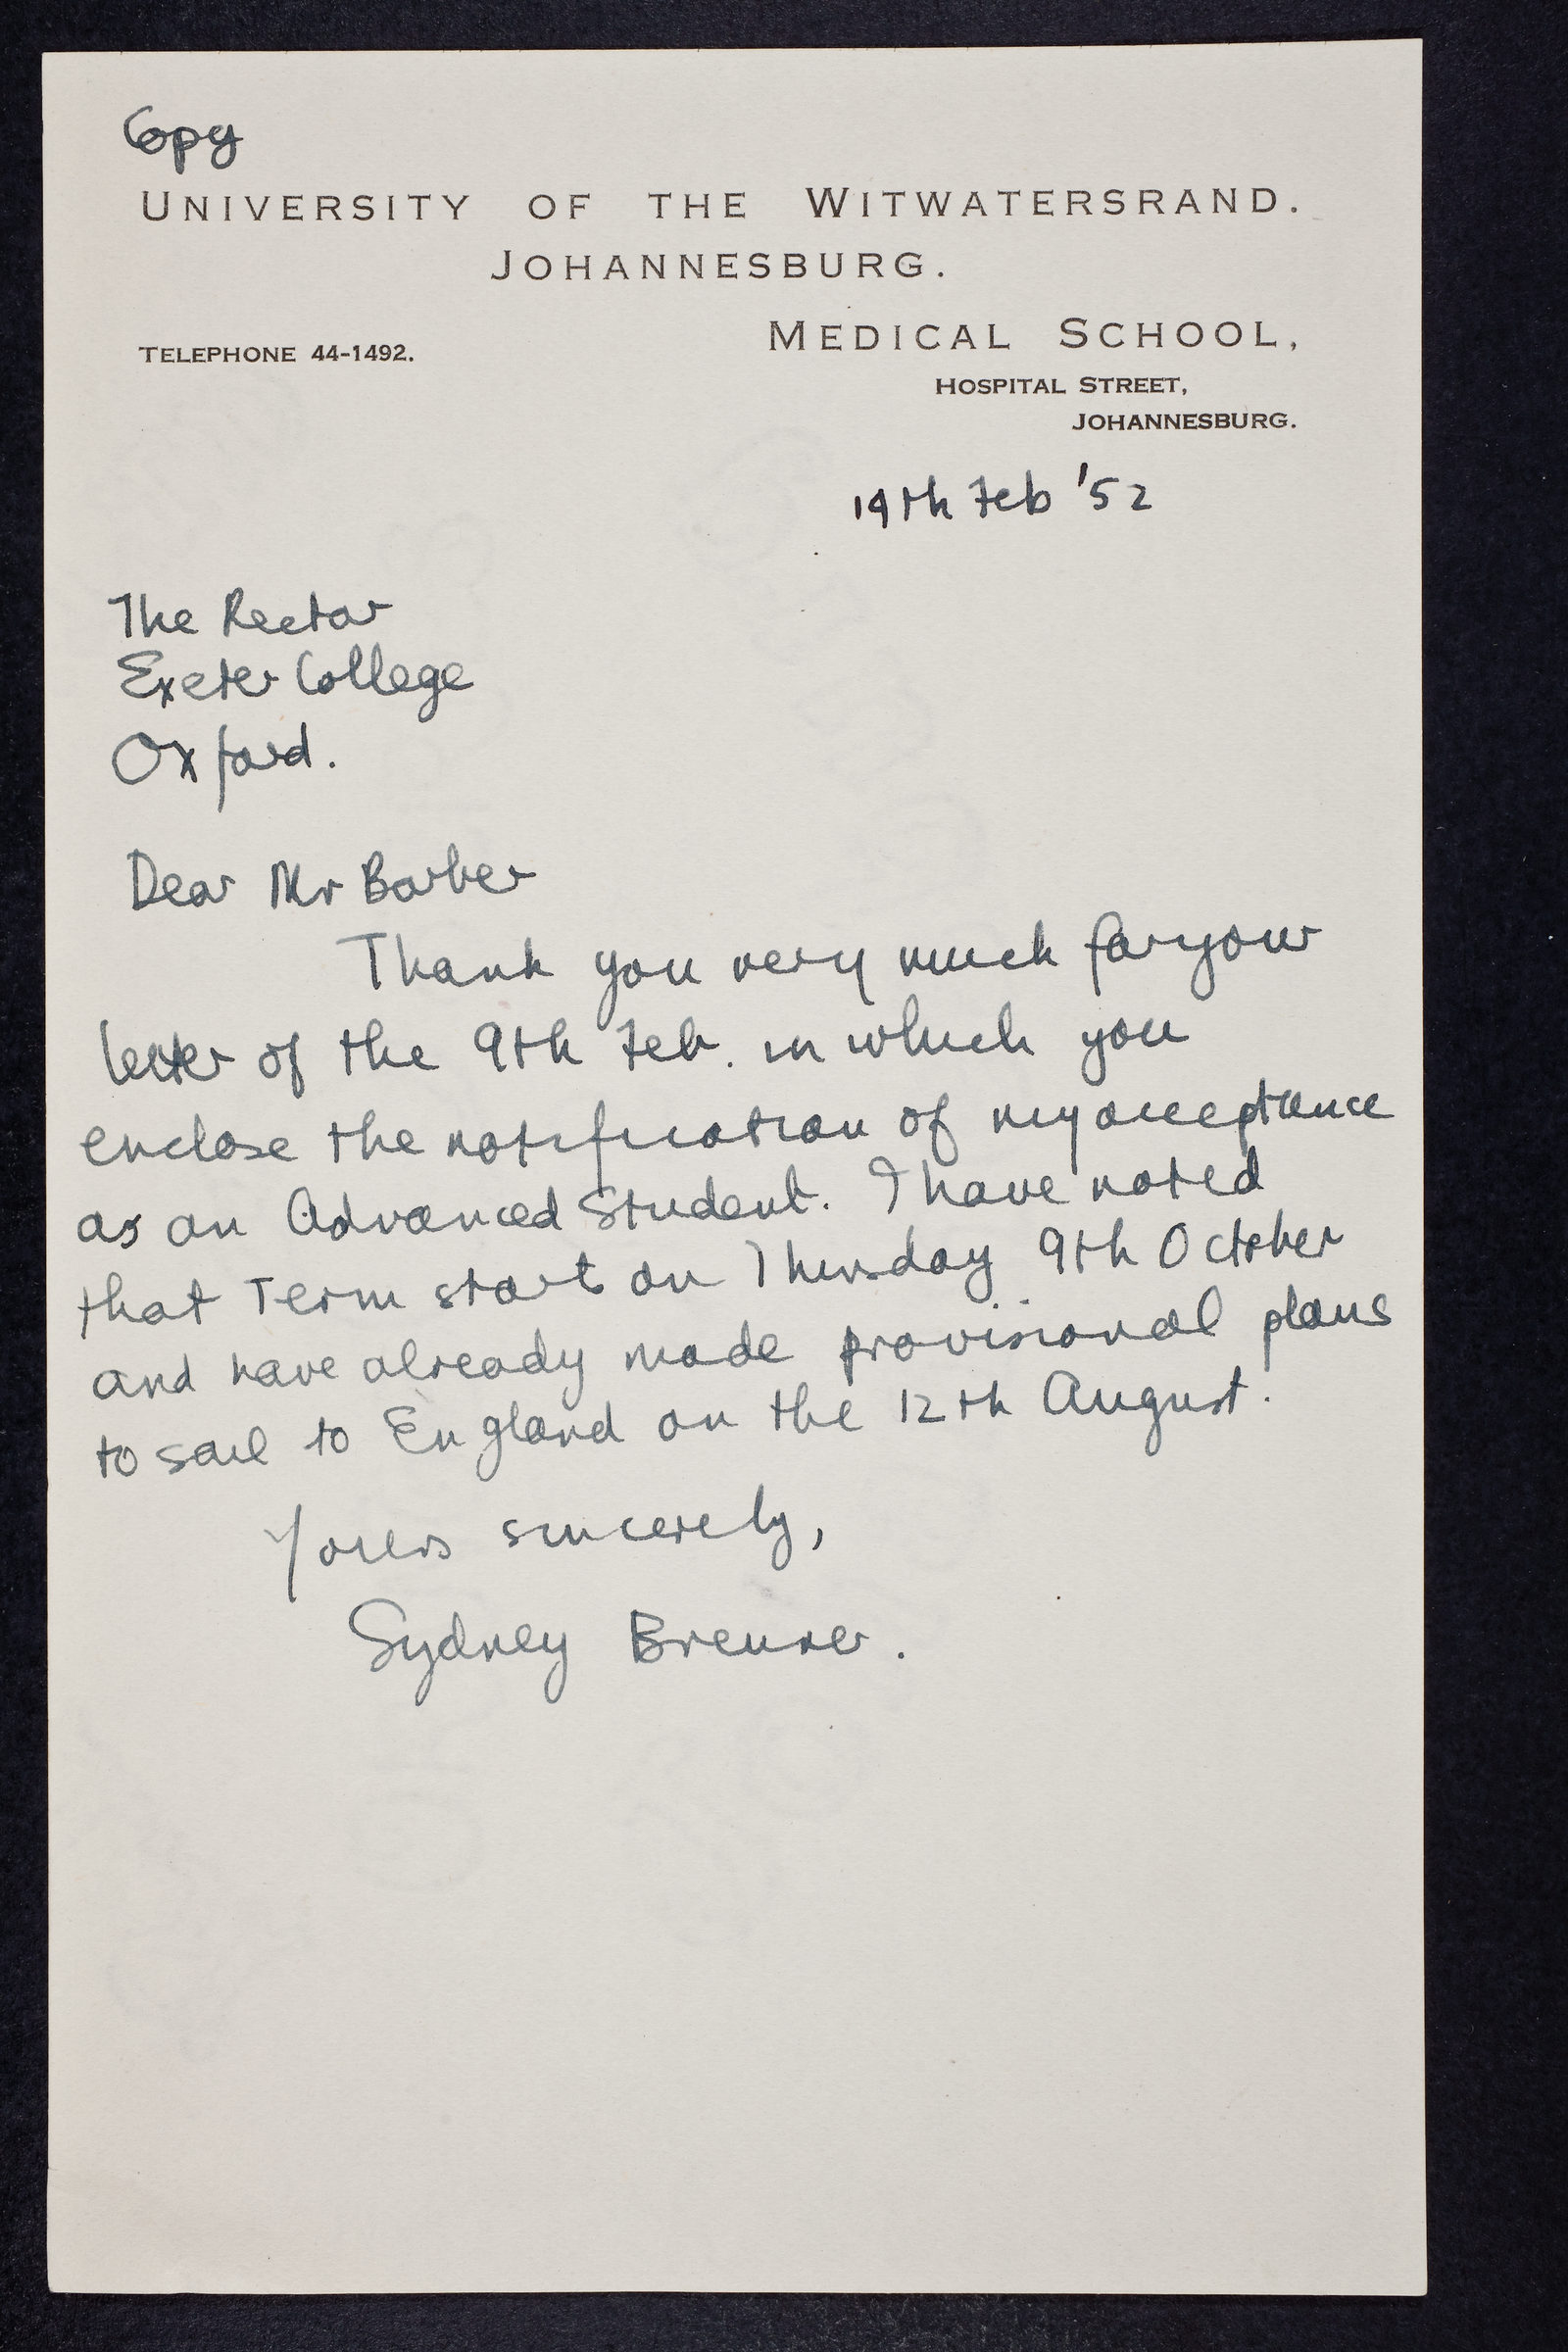 Copy
UNIVERSITY OF THE WITWATERSRAND.
JOHANNESBURG.
MEDICAL SCHOOL,
TELEPHONE 44-1492.
HOSPITAL STREET,
JOHANNESBURG.
19th Feb '52
The Rector
Exeter College
Oxford.
Dear Mr Barber
Thank you very much for your
letter of the 9th Feb. in which you
enclose the notification of my acceptance
as an Advanced Student. I have noted
that Term start on Thursday 9th October
and have already made provisional plans
to sail to England on the 12th August.
Yours sincerely,
Sydney Brenner.